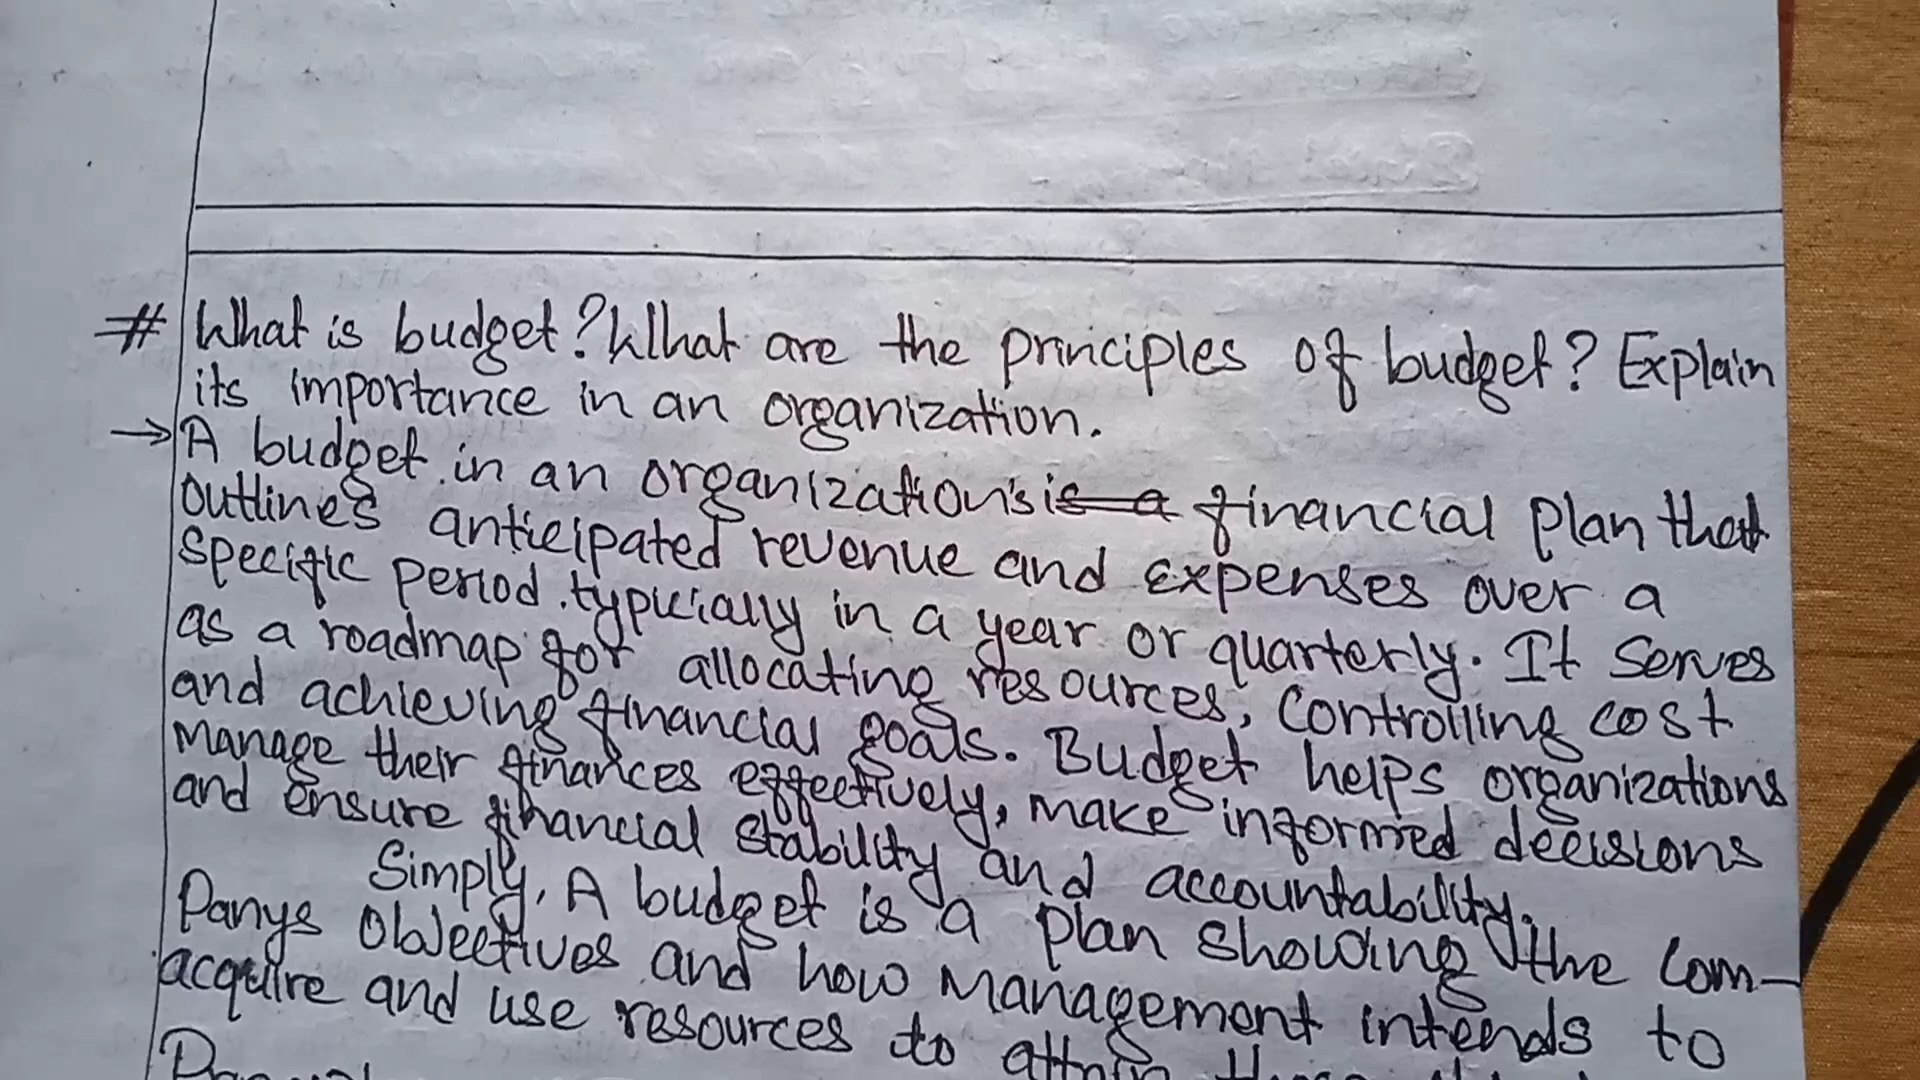 # What is budget? What are the principles of budget? Explain
its importance in an organization.
→ A budget in an organization's financial plan that
outlines anticipated revenue and expenses over a
specific period. typically in a year or quarterly. It serves
as a roadmap for allocating resources, controlling cost
and achieving financial goals. Budget helps organizations
manage their finances effectively, make informed decisions
and ensure financial stability and accountability.
Simply, A budget is a plan showing the com-
panys objectives and how management intends to
acquire and use resources to attain